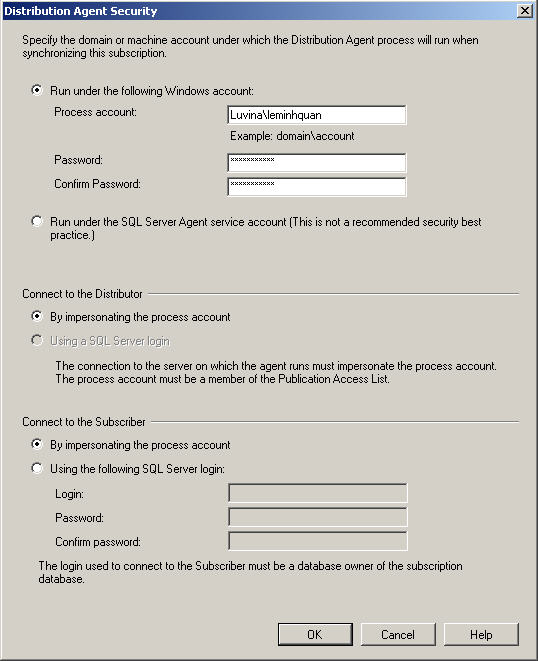 Distribution Agent Security
Specify the domain or machine account under which the Distribution Agent process will run when
synchronizing this subscription.
Run under the following Windows account:
Process account:
Luvina\leminhquan
Example: domain\account
Password:
xxxxxxxxxxx
Confirm Password:
xxxxxxxxxxx
Run under the SQL Server Agent service account (This is not a recommended security best
practice.)
Connect to the Distributor
By impersonating the process account
Using a SQL Server login
The connection to the server on which the agent runs must impersonate the process account.
The process account must be a member of the Publication Access List.
Connect to the Subscriber
By impersonating the process account
Using the following SQL Server login:
Login:
Password:
Confirm password:
The login used to connect to the Subscriber must be a database owner of the subscription
database.
OK
Cancel
Help